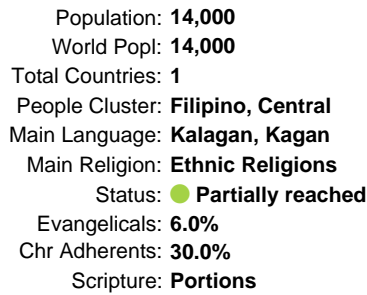 Population: 14,000
World Popl: 14,000
Total Countries: 1
People Cluster: Filipino, Central
Main Language: Kalagan, Kagan
Main Religion: Ethnic Religions
Status: Partially reached
Evangelicals: 6.0%
Chr Adherents: 30.0%
Scripture: Portions